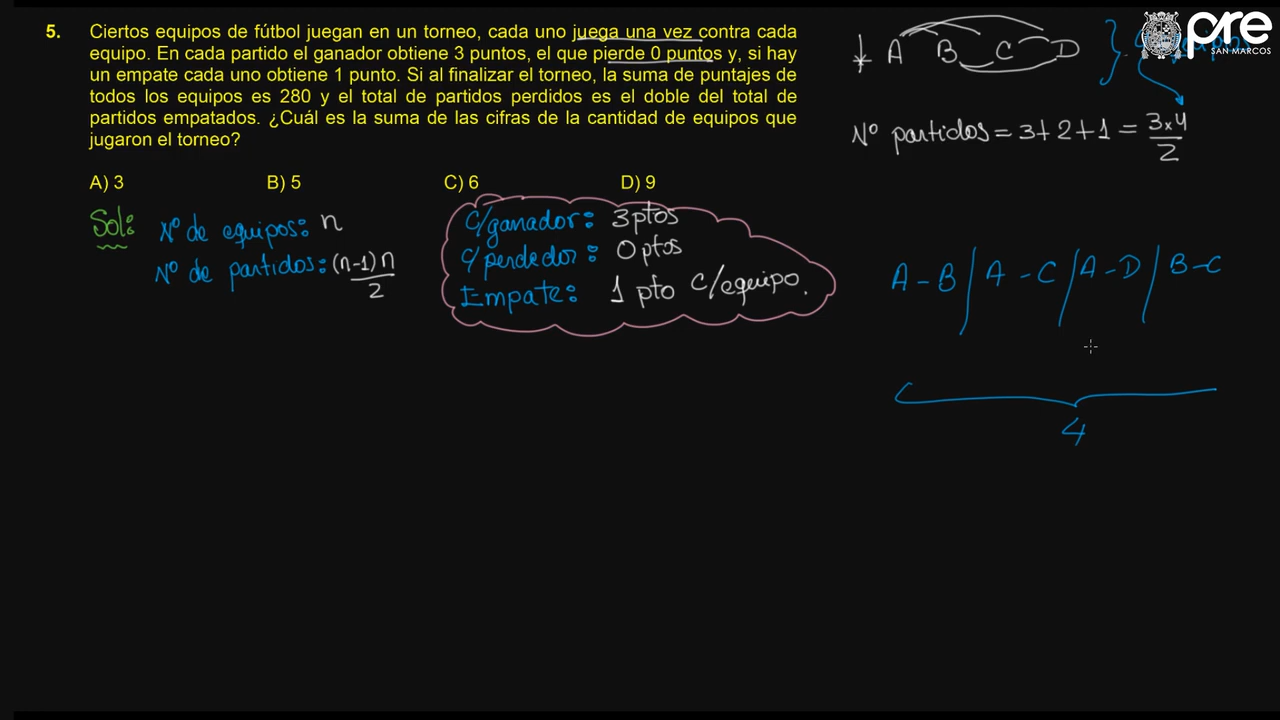 5. Ciertos equipos de fútbol juegan en un torneo, cada uno juega una vez contra cada
equipo. En cada partido el ganador obtiene 3 puntos, el que pierde 0 puntos y, si hay
un empate cada uno obtiene 1 punto. Si al finalizar el torneo, la suma de puntajes de
todos los equipos es 280 y el total de partidos perdidos es el doble del total de
partidos empatados. ¿Cuál es la suma de las cifras de la cantidad de equipos que
jugaron el torneo?
A) 3 B) 5 C) 6 D) 9
Sol: Nº de equipos: n
Nº de partidos: (n-1)n
2
C/ganador: 3 ptos
C/perdedor: 0 ptos
Empate: 1 pto C/equipo.
A B C D
pre
SAN MARCOS
Nº partidos = 3+2+1 = 3x4
2
A-B / A-C / A-D / B-C
4